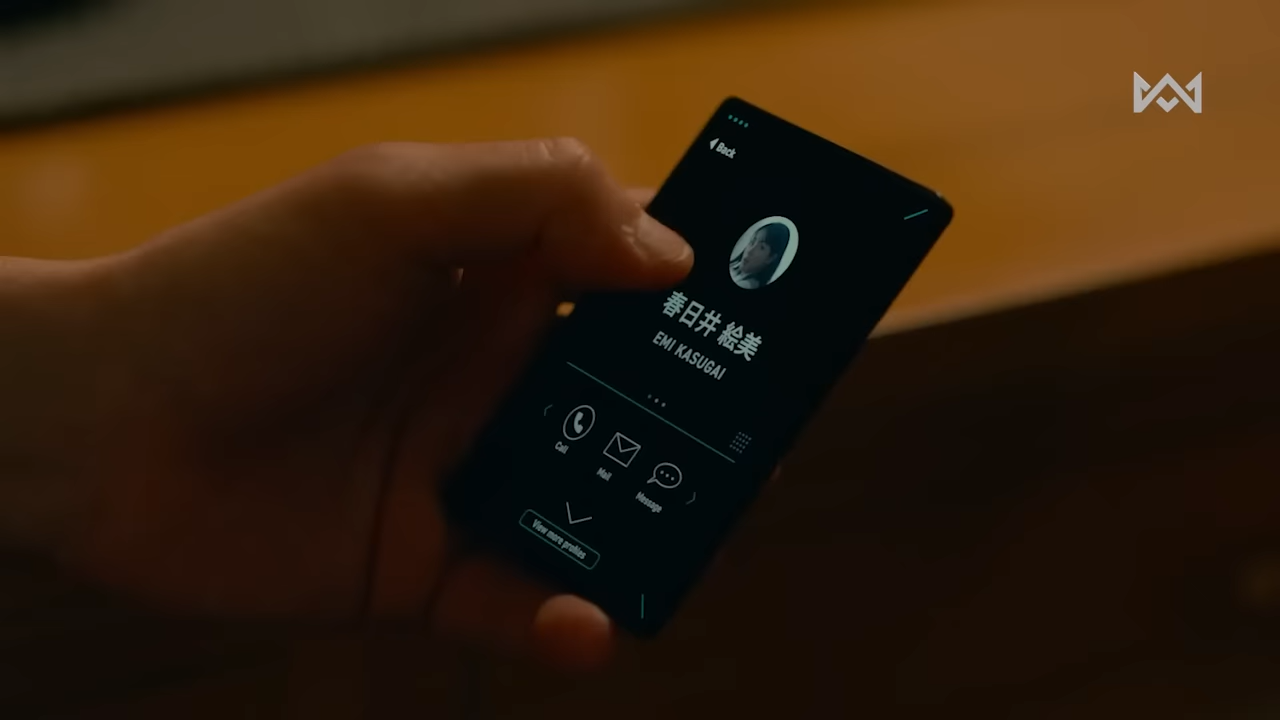 Back
春日井 絵美
EMI KASUGAI
Call
Mail
Message
View more profiles